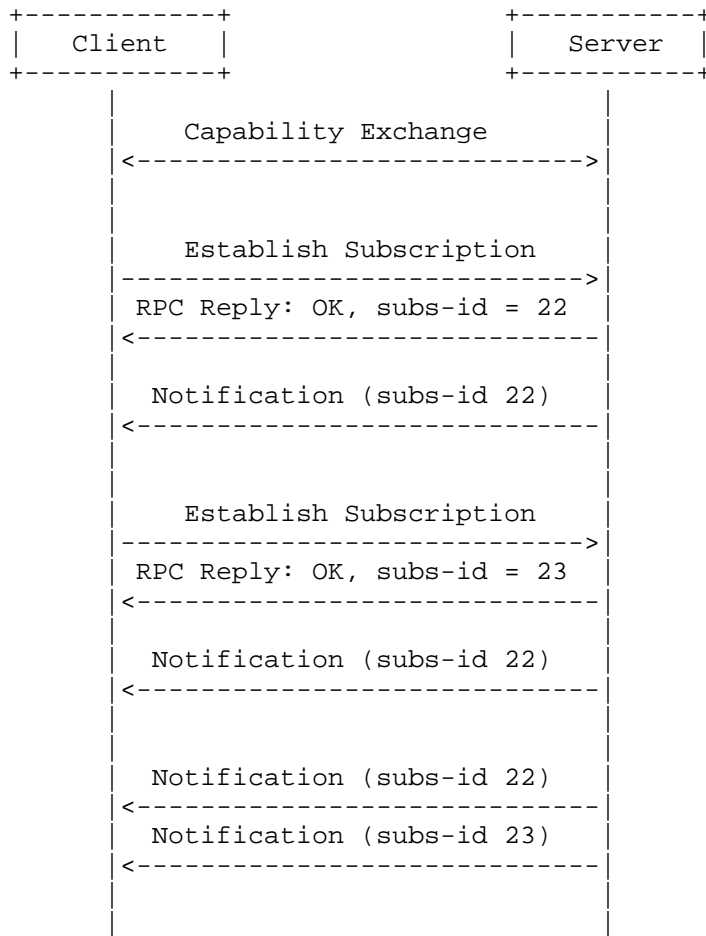 Client Server
Capability Exchange
Establish Subscription
RPC Reply: OK, subs-id = 22
Notification (subs-id 22)
Establish Subscription
RPC Reply: OK, subs-id = 23
Notification (subs-id 22)
Notification (subs-id 22)
Notification (subs-id 23)